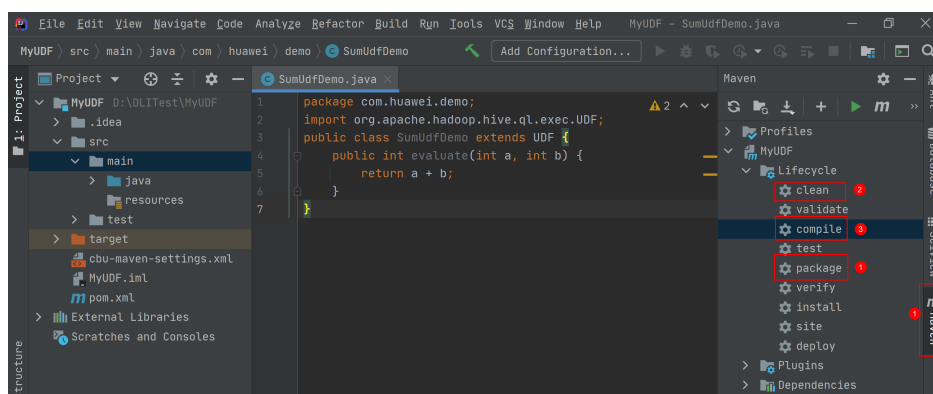 File Edit View Navigate Code Analyze Refactor Build Run Tools VCS Window Help MyUDF - SumUdfDemo.java
MyUDF src main java com huawei demo SumUdfDemo Add Configuration...
1: Project
Project
MyUDF D:\DLITest\MyUDF
.idea
src
main
java
resources
test
target
cbu-maven-settings.xml
MyUDF.iml
pom.xml
External Libraries
Scratches and Consoles
SumUdfDemo.java
1 package com.huawei.demo;
2 import org.apache.hadoop.hive.ql.exec.UDF;
3 public class SumUdfDemo extends UDF {
4 public int evaluate(int a, int b) {
5 return a + b;
6 }
7 }
2
Maven
m
Profiles
MyUDF
Lifecycle
clean 2
validate
compile 3
test
package 1
verify
install
site
deploy
Plugins
Dependencies
1